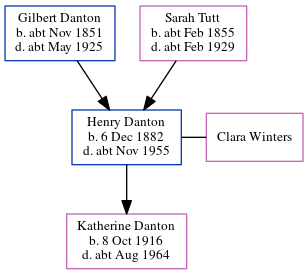 Gilbert Danton
b. abt Nov 1851
d. abt May 1925
Sarah Tutt
b. abt Feb 1855
d. abt Feb 1929
Henry Danton
b. 6 Dec 1882
d. abt Nov 1955
Clara Winters
Katherine Danton
b. 8 Oct 1916
d. abt Aug 1964